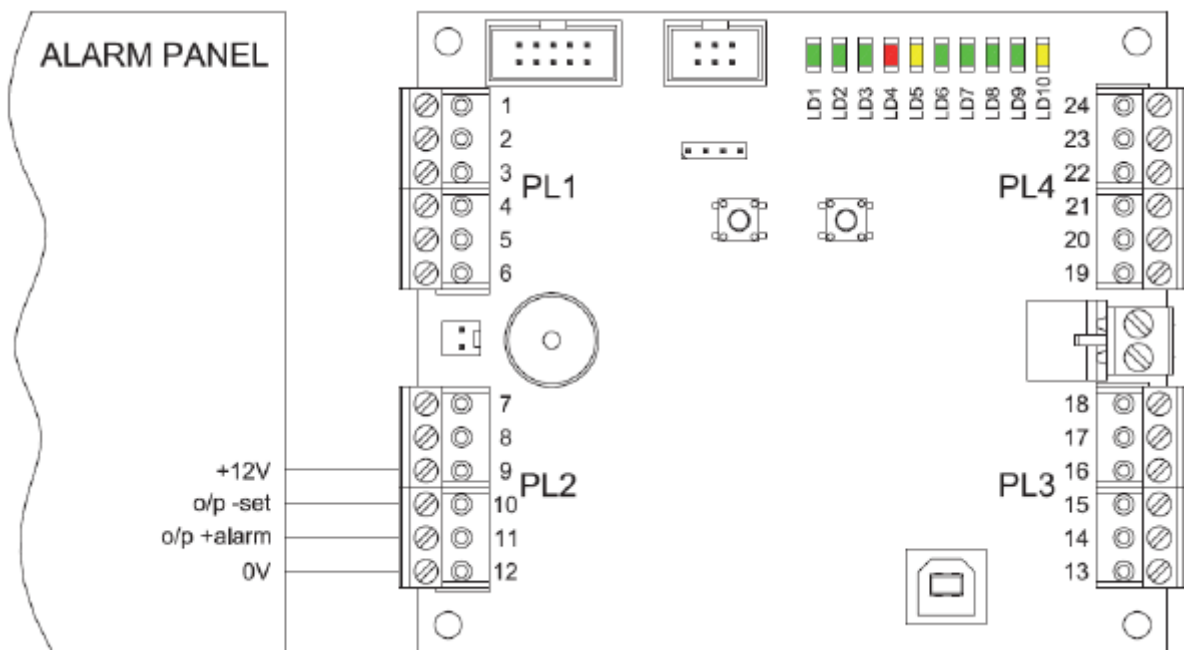 ALARM PANEL
LD1
LD2
LD3
LD4
LD5
LD6
LD7
LD8
LD9
LD10
1
2
3
PL1
4
5
6
24
23
22
PL4
21
20
19
7
8
+12V
9
PL2
o/p -set
10
o/p +alarm
11
0V
12
18
17
16
PL3
15
14
13